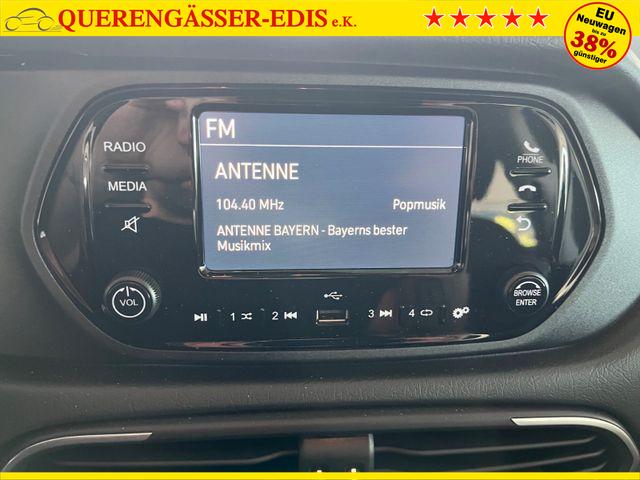 QUERENGÄSSER-EDIS e.K.
EU
Neuwagen
bis zu
38%
günstiger
FM
ANTENNE
104.40 MHz
Popmusik
ANTENNE BAYERN - Bayerns bester
Musikmix
RADIO
MEDIA
PHONE
VOL
BROWSE
ENTER
1
2
3
4